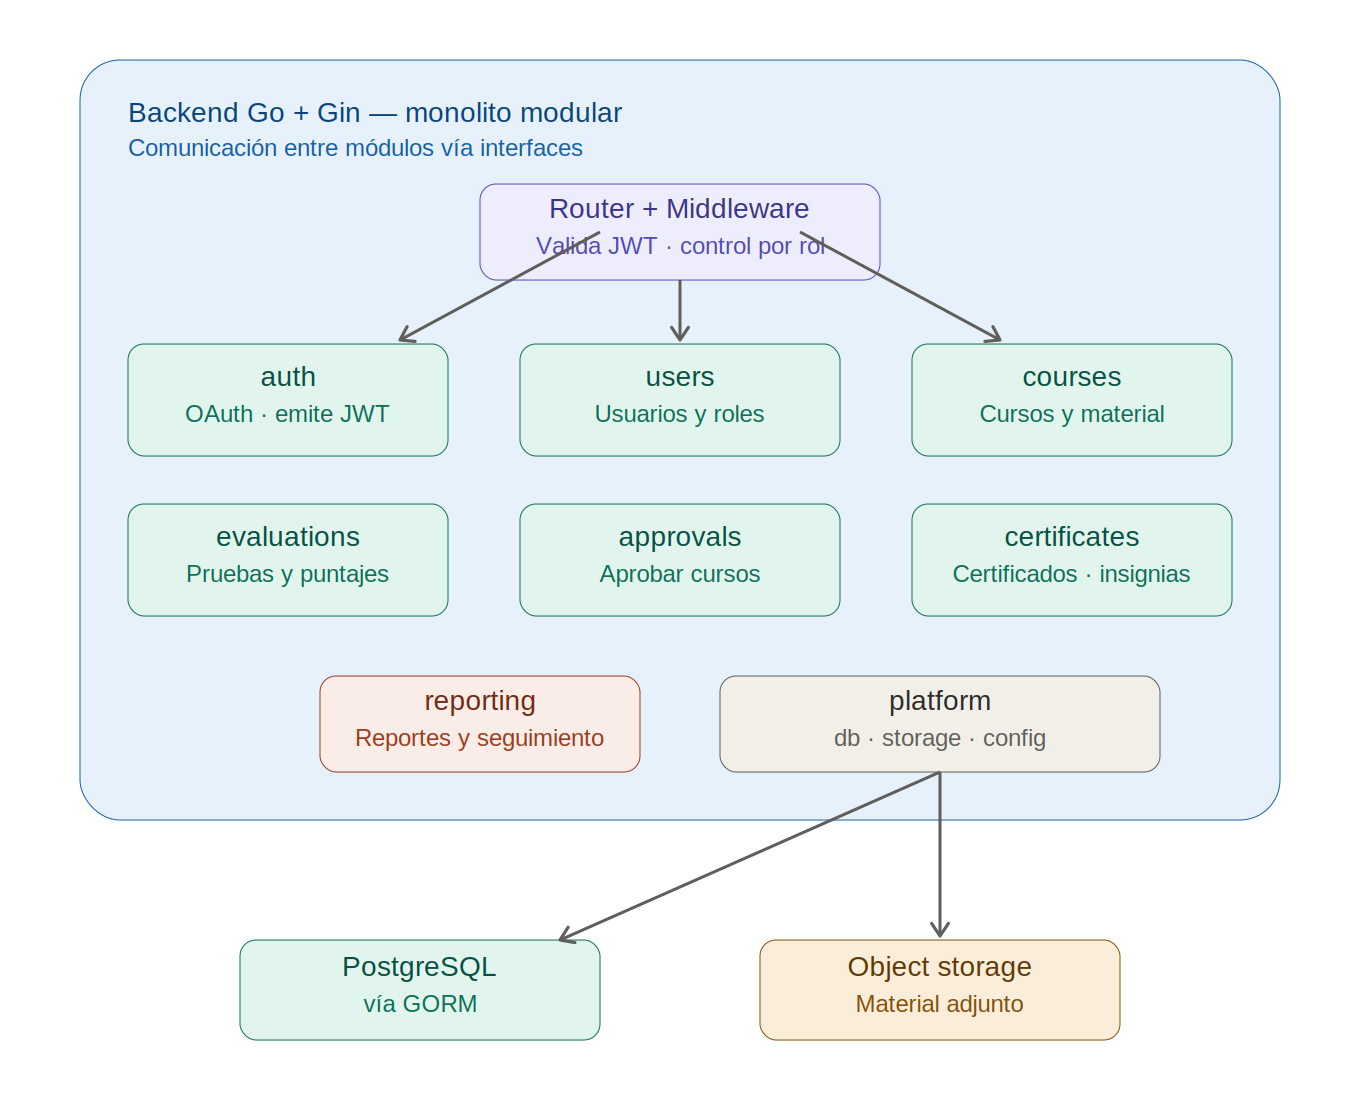 Backend Go + Gin — monolito modular
Comunicación entre módulos vía interfaces
Router + Middleware
Valida JWT · control por rol
auth
OAuth · emite JWT
users
Usuarios y roles
courses
Cursos y material
evaluations
Pruebas y puntajes
approvals
Aprobar cursos
certificates
Certificados · insignias
reporting
Reportes y seguimiento
platform
db · storage · config
PostgreSQL
vía GORM
Object storage
Material adjunto